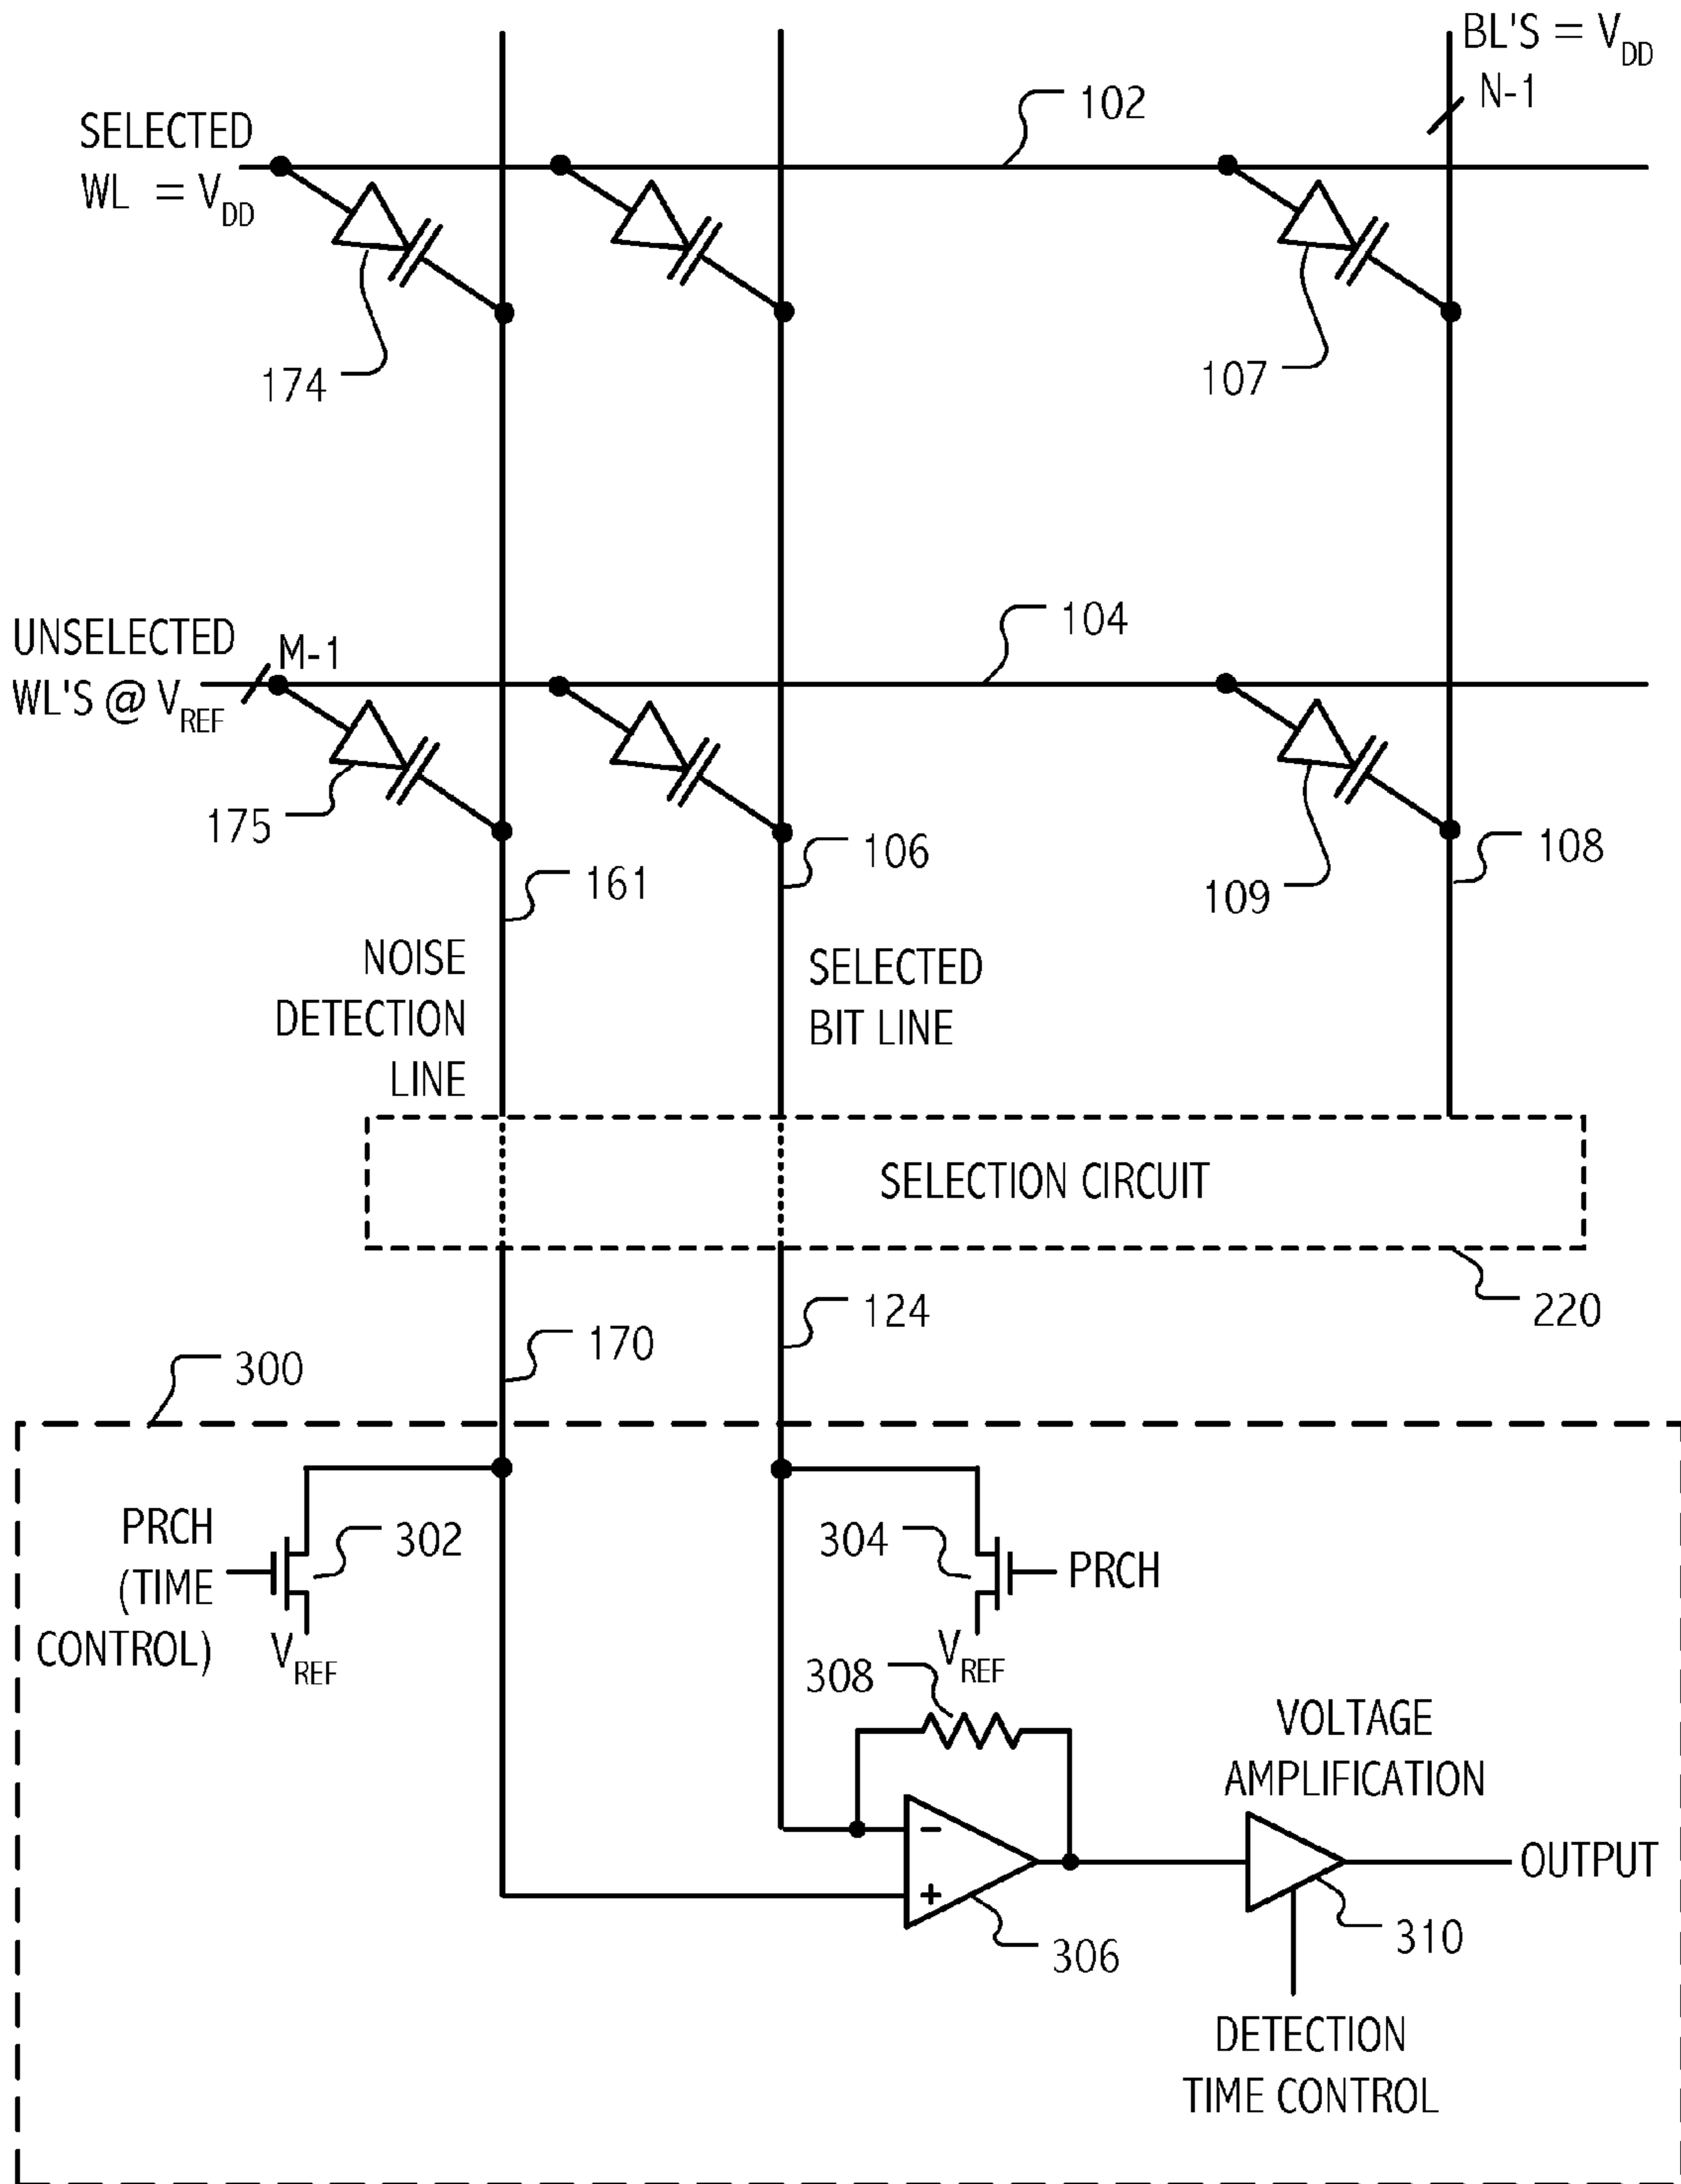 BL'S = VDD
N-1
102
SELECTED
WL = VDD
174
107
UNSELECTED
WL'S @ VREF
M-1
104
175
161
106
109
108
NOISE
DETECTION
LINE
SELECTED
BIT LINE
SELECTION CIRCUIT
220
124
170
300
PRCH
(TIME
CONTROL)
302
VREF
304
PRCH
VREF
308
VOLTAGE
AMPLIFICATION
−
+
OUTPUT
306
310
DETECTION
TIME CONTROL